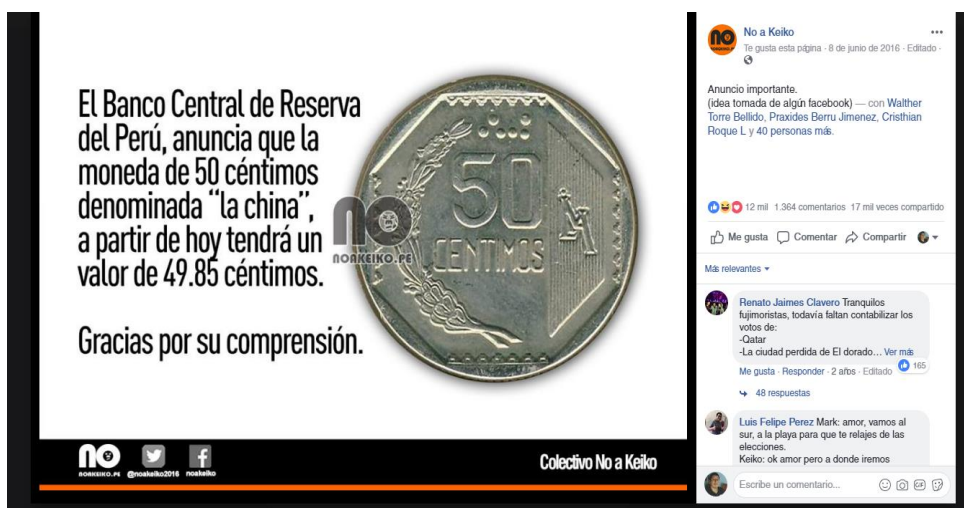 El Banco Central de Reserva
del Perú, anuncia que la
moneda de 50 céntimos
denominada “la china”,
a partir de hoy tendrá un
valor de 49.85 céntimos.
Gracias por su comprensión.
50
CENTIMOS
no
NOAKEIKO.PE
no
NOAKEIKO.PE
@noakeiko2016
noakeiko
Colectivo No a Keiko
no
No a Keiko
Te gusta esta página · 8 de junio de 2016 · Editado ·
Anuncio importante.
(idea tomada de algún facebook) — con Walther
Torre Bellido, Praxides Berru Jimenez, Cristhian
Roque L y 40 personas más.
12 mil 1.364 comentarios 17 mil veces compartido
Me gusta Comentar Compartir
Más relevantes
Renato Jaimes Clavero Tranquilos
fujimoristas, todavía faltan contabilizar los
votos de:
-Qatar
-La ciudad perdida de El dorado... Ver más
Me gusta · Responder · 2 años · Editado 165
48 respuestas
Luis Felipe Perez Mark: amor, vamos al
sur, a la playa para que te relajes de las
elecciones.
Keiko: ok amor pero a donde iremos
Escribe un comentario...
GIF